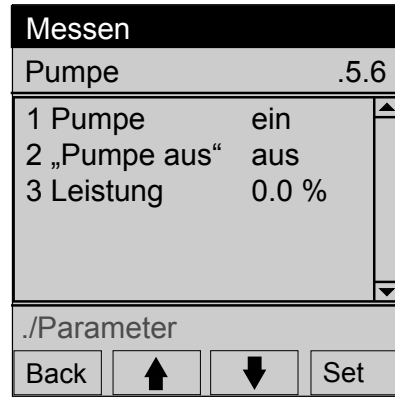 Messen
Pumpe .5.6
1 Pumpe ein
2 „Pumpe aus“ aus
3 Leistung 0.0 %
./Parameter
Back Set